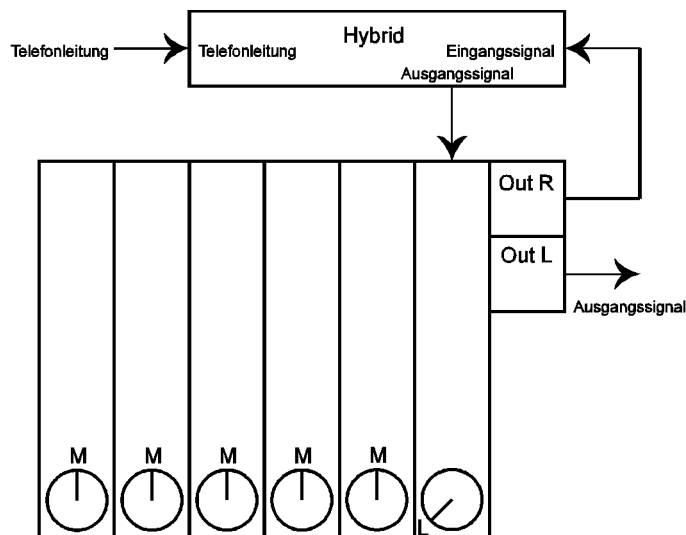 Hybrid
Telefonleitung
Telefonleitung
Eingangssignal
Ausgangssignal
Out R
Out L
Ausgangssignal
M
M
M
M
M
L